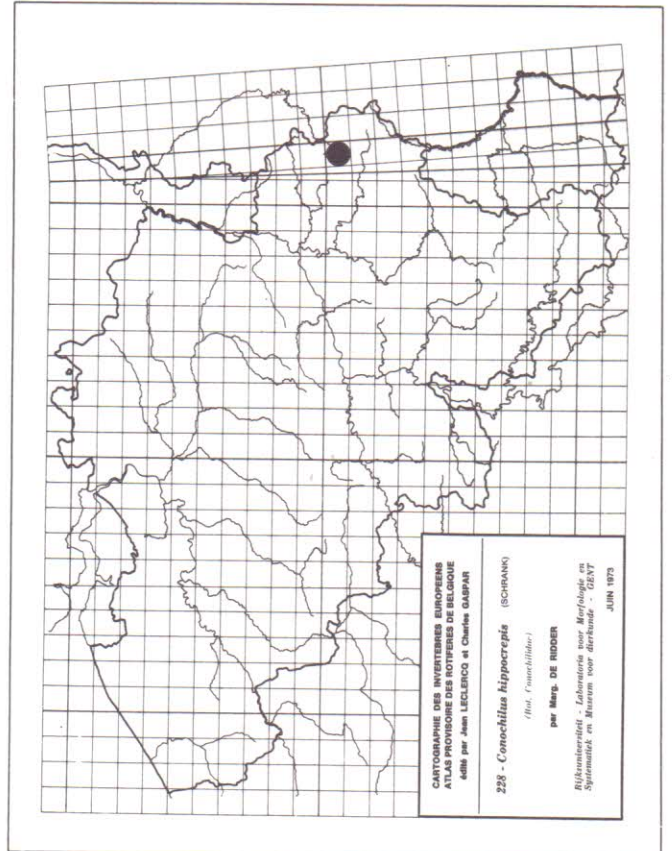 CARTOGRAPHIE DES INVERTEBRES EUROPEENS
ATLAS PROVISOIRE DES ROTIFERES DE BELGIQUE
édité par Jean LECLERCQ et Charles GASPAR
228 - Conochilus hippocrepis (SCHRANK)
(Rot. Conochilidae)
par Marg. DE RIDDER
Rijksuniversiteit - Laboratorio voor Morfologie en
Systematiek en Museum voor dierkunde - GENT
JUIN 1973